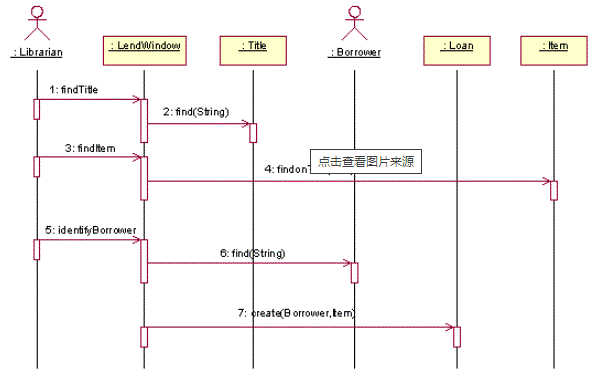 : Librarian
: LendWindow
: Title
: Borrower
: Loan
: Item
1: findTitle
2: find(String)
3: findItem
点击查看图片来源
4: findon
5: identifyBorrower
6: find(String)
7: create(Borrower,Item)